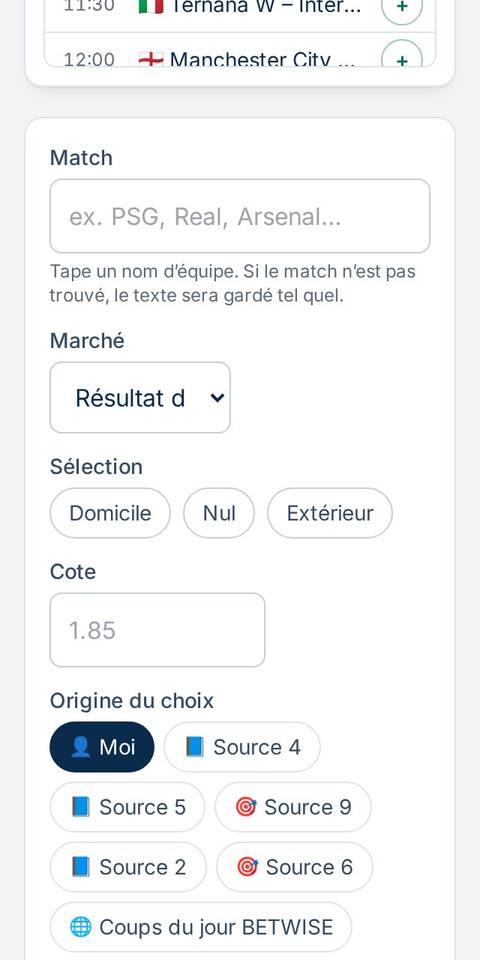 11:30 Ternana W – Inter... +
12:00 Manchester City ... +
Match
ex. PSG, Real, Arsenal...
Tape un nom d’équipe. Si le match n’est pas
trouvé, le texte sera gardé tel quel.
Marché
Résultat d
Sélection
Domicile Nul Extérieur
Cote
1.85
Origine du choix
Moi Source 4
Source 5 Source 9
Source 2 Source 6
Coups du jour BETWISE